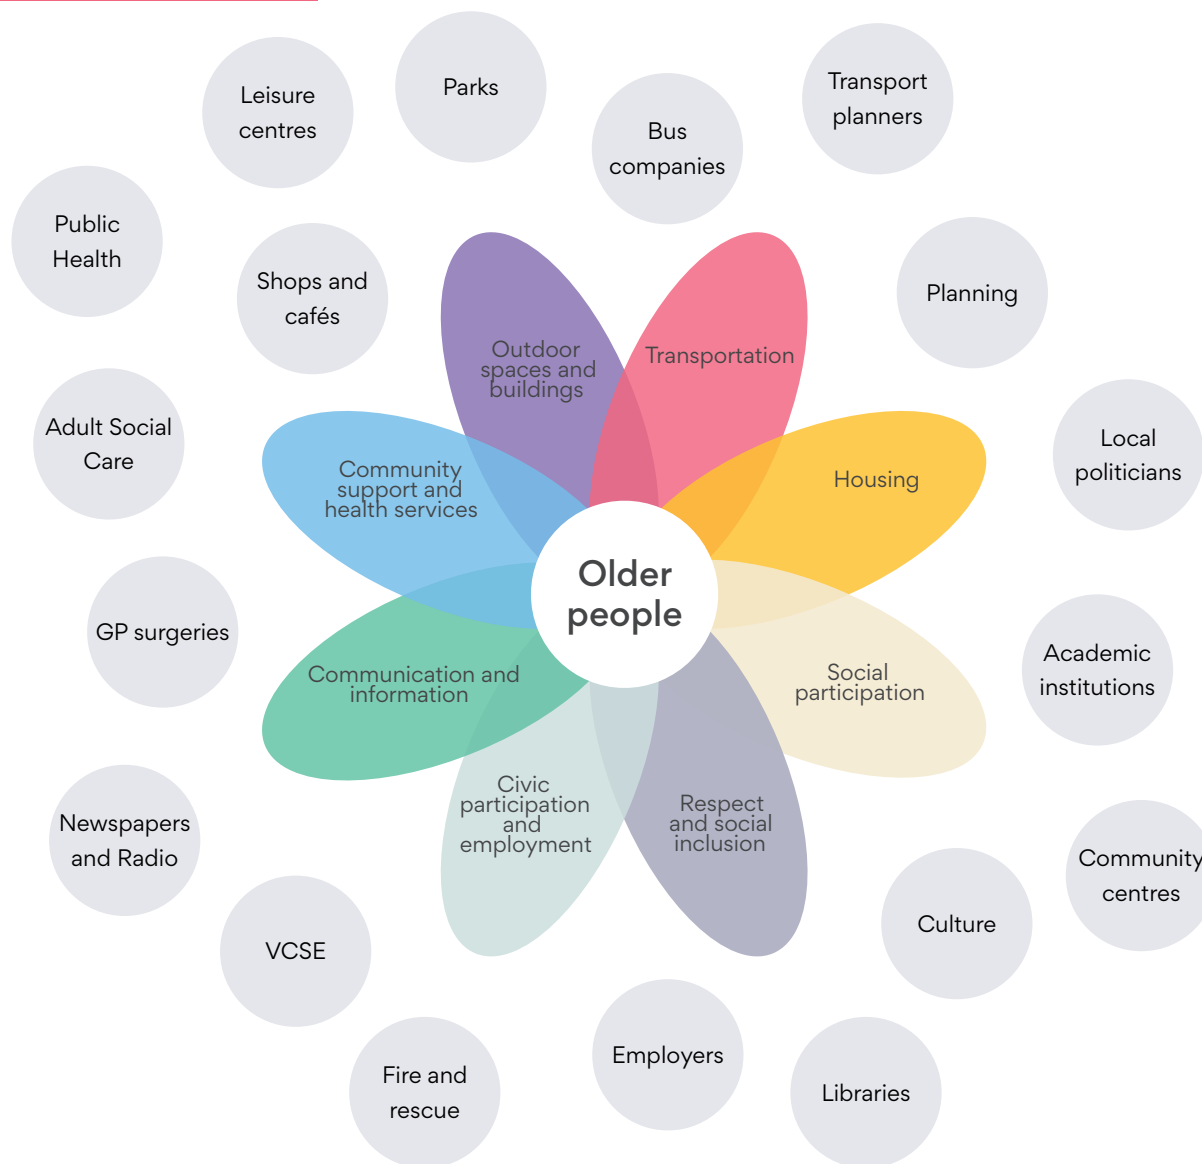 Leisure
centres
Parks
Bus
companies
Transport
planners
Public
Health
Shops and
cafés
Planning
Outdoor
spaces and
buildings
Transportation
Adult Social
Care
Community
support and
health services
Housing
Local
politicians
Older
people
GP surgeries
Communication and
information
Social
participation
Academic
institutions
Civic
participation
and
employment
Respect
and social
inclusion
Newspapers
and Radio
Community
centres
VCSE
Culture
Fire and
rescue
Employers
Libraries